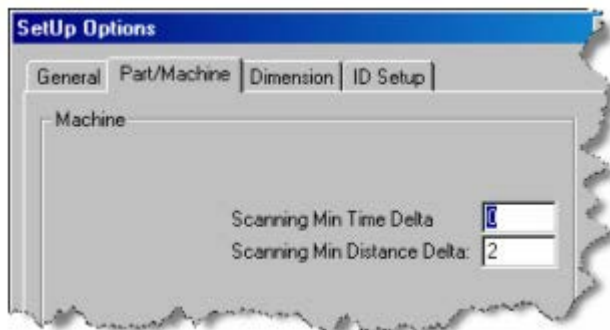 SetUp Options
General Part/Machine Dimension ID Setup
Machine
Scanning Min Time Delta 0
Scanning Min Distance Delta: 2